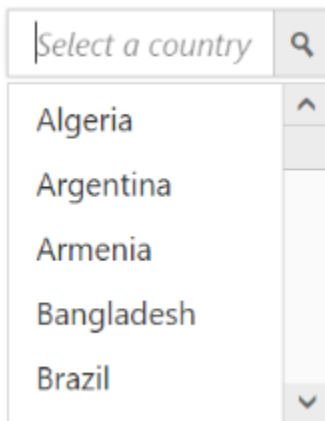 Select a country
Algeria
Argentina
Armenia
Bangladesh
Brazil